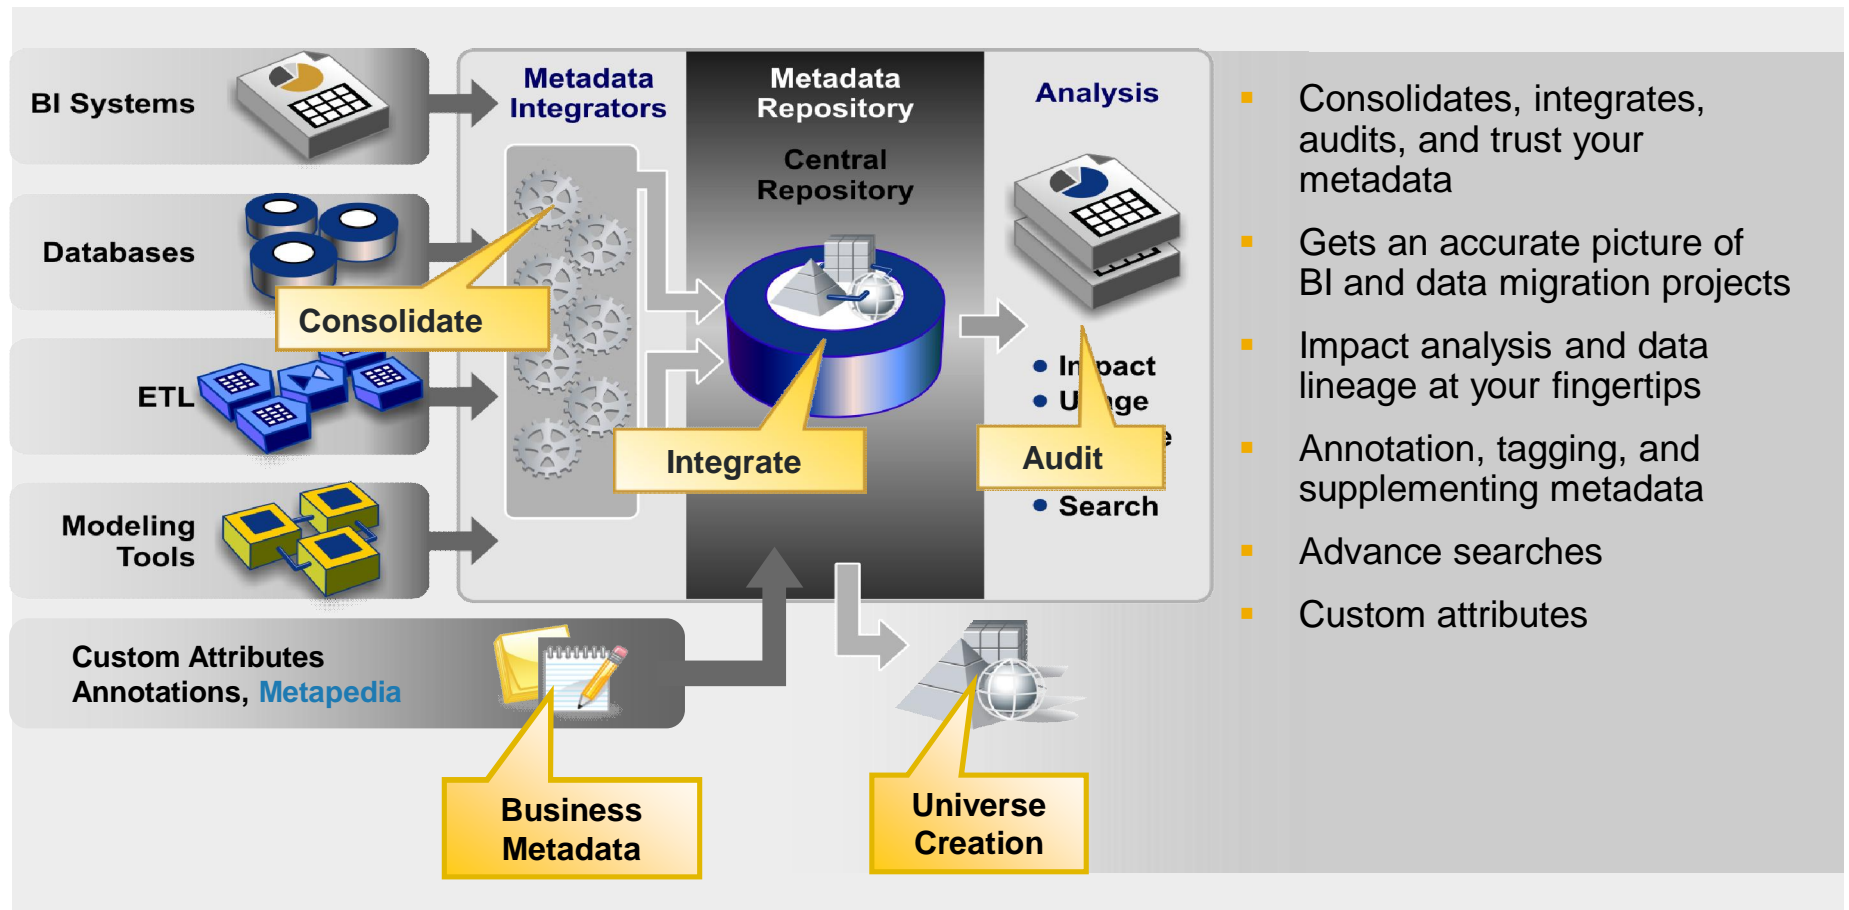 BI Systems
Databases
ETL
Modeling
Tools
Custom Attributes
Annotations, Metapedia
Metadata
Integrators
Metadata
Repository
Central
Repository
Analysis
Consolidate
Integrate
Audit
Impact
Usage
Search
Business
Metadata
Universe
Creation
Consolidates, integrates,
audits, and trust your
metadata
Gets an accurate picture of
BI and data migration projects
Impact analysis and data
lineage at your fingertips
Annotation, tagging, and
supplementing metadata
Advance searches
Custom attributes